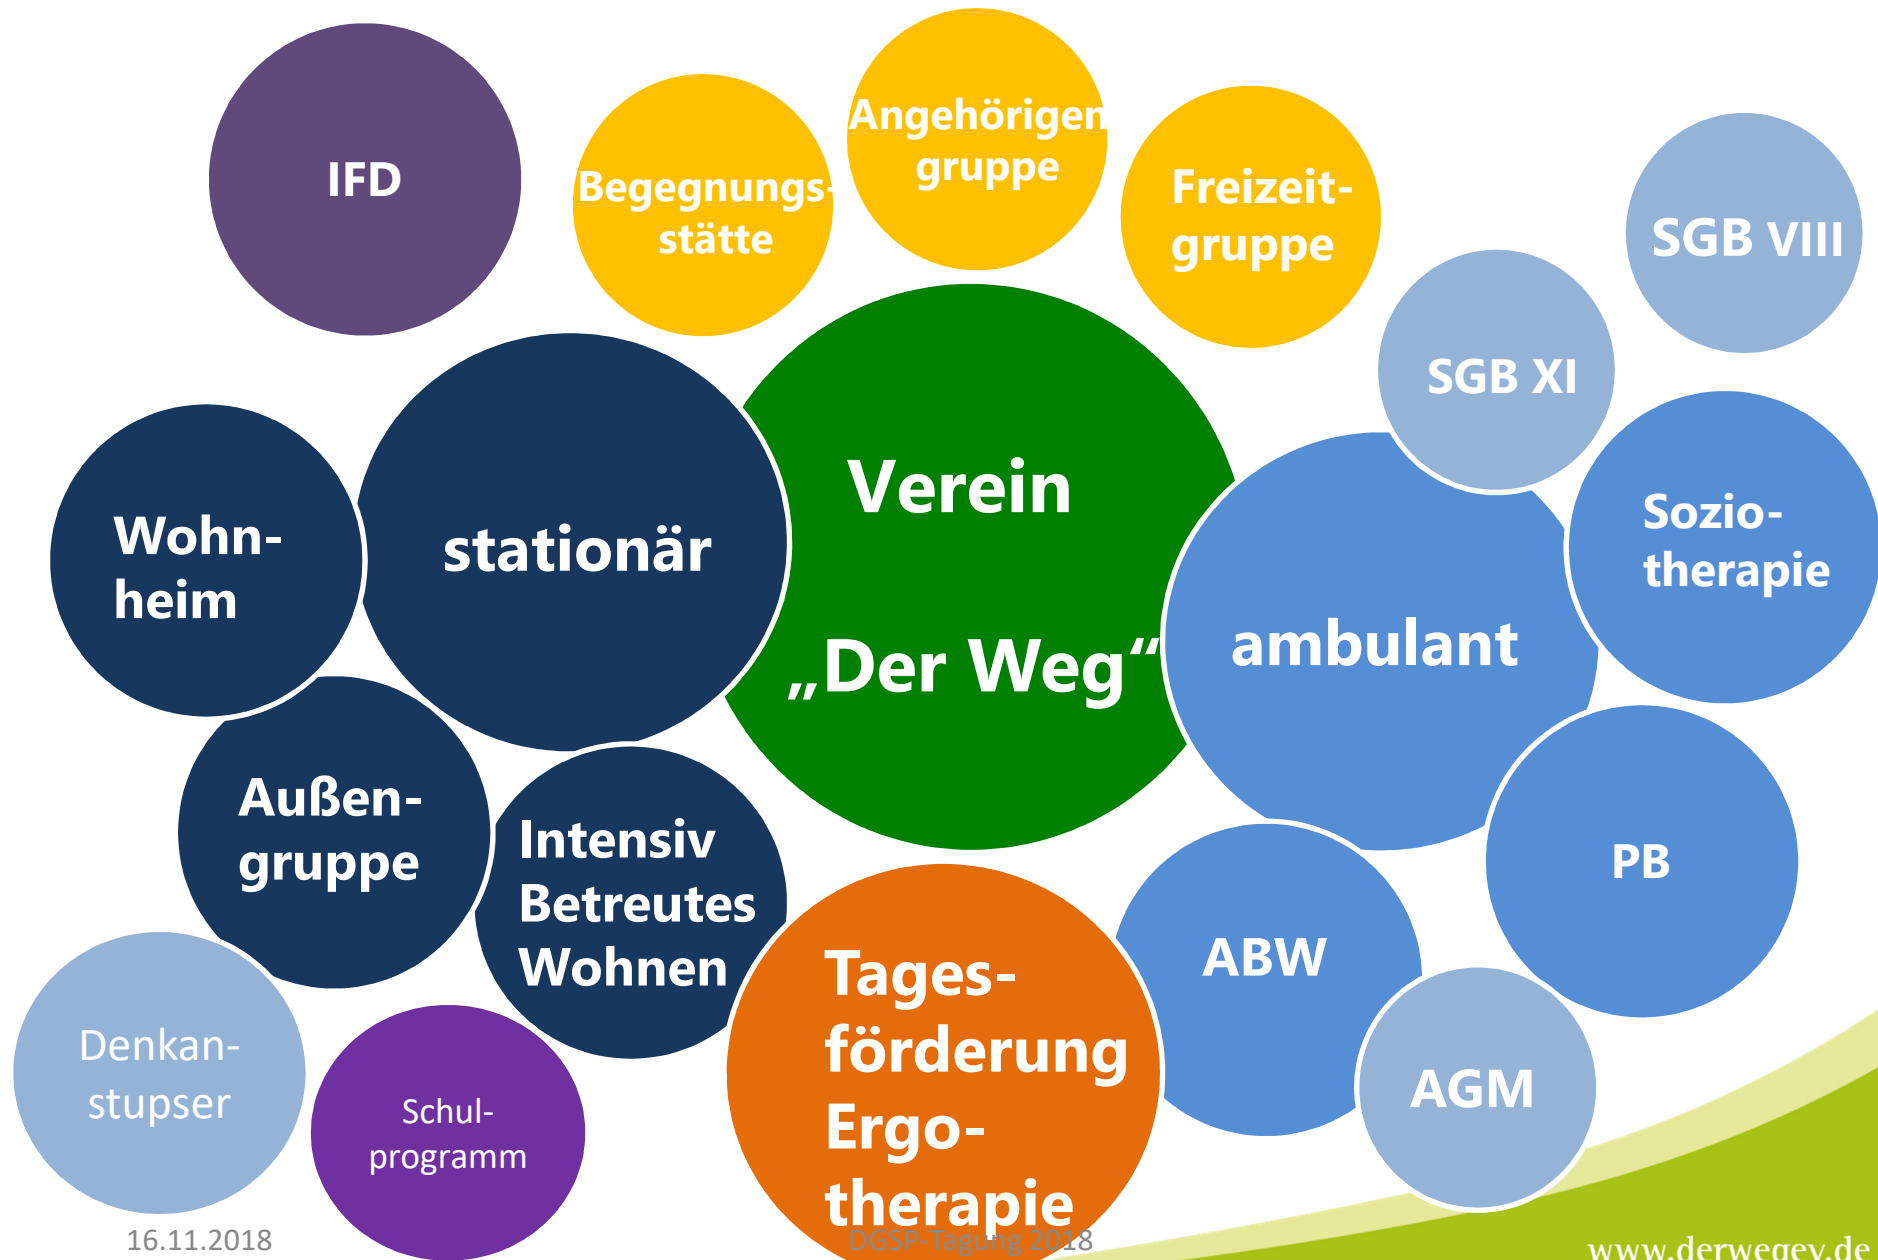 IFD
Begegnungs-
stätte
Angehörigen
gruppe
Freizeit-
gruppe
SGB VIII
SGB XI
Wohn-
heim
stationär
Verein
„Der Weg“
ambulant
Sozio-
therapie
Außen-
gruppe
Intensiv
Betreutes
Wohnen
Tages-
förderung
Ergo-
therapie
ABW
PB
AGM
Denkan-
stupser
Schul-
programm
16.11.2018
DGSP-Tagung 2018
www.derwegev.de